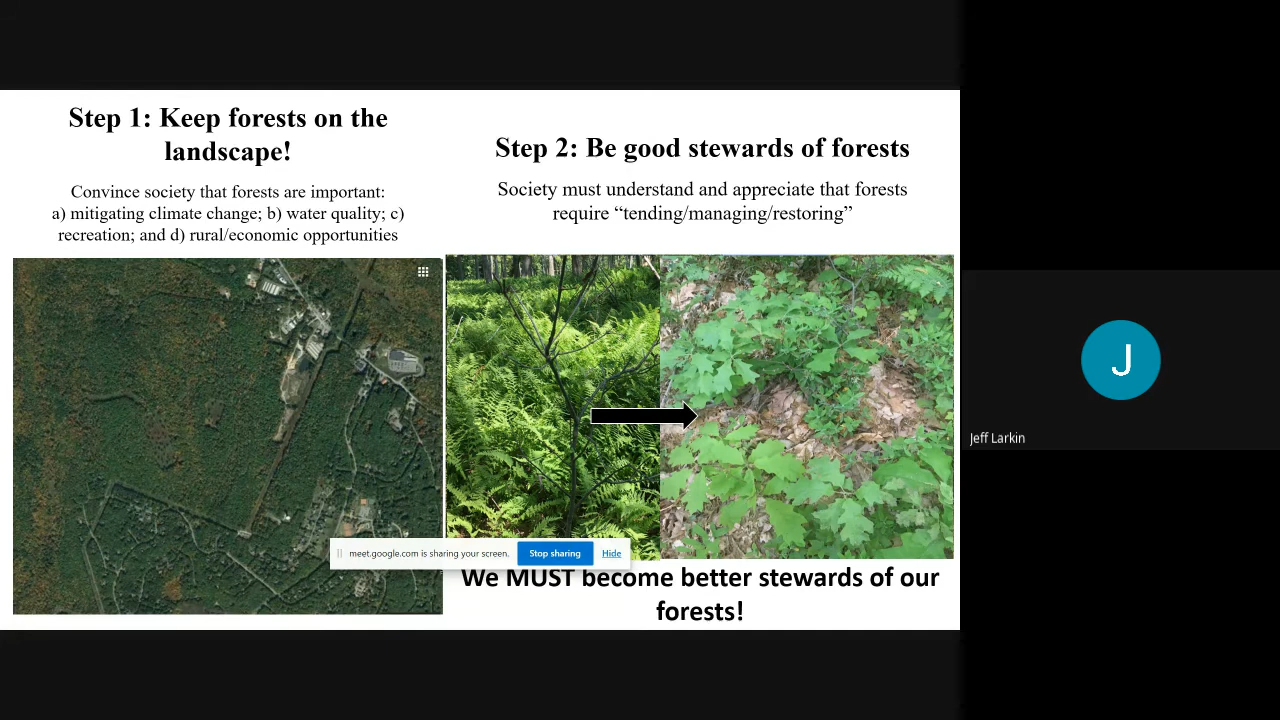 Step 1: Keep forests on the
landscape!
Convince society that forests are important:
a) mitigating climate change; b) water quality; c)
recreation; and d) rural/economic opportunities
Step 2: Be good stewards of forests
Society must understand and appreciate that forests
require “tending/managing/restoring”
meet.google.com is sharing your screen. Stop sharing Hide
We MUST become better stewards of our
forests!
J
Jeff Larkin